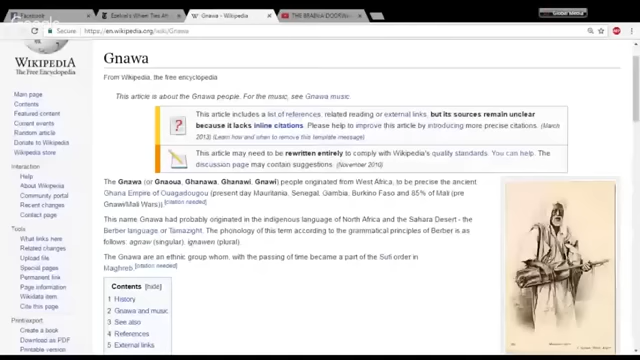 Facebook
Ezekiel's Wheel Ties Af
Gnawa - Wikipedia
Global Mania
Secure
https://en.wikipedia.org/wiki/Gnawa
WIKIPEDIA
The Free Encyclopedia
Main page
Contents
Featured content
Current events
Random article
Donate to Wikipedia
Wikipedia store
Interaction
Help
About Wikipedia
Community portal
Recent changes
Contact page
Tools
What links here
Related changes
Upload file
Special pages
Permanent link
Page information
Wikidata item
Cite this page
Print/export
Create a book
Download as PDF
Printable version
Gnawa
From Wikipedia, the free encyclopedia
This article is about the Gnawa people. For the music, see Gnawa music.
This article includes a list of references, related reading or external links, but its sources remain unclear
because it lacks inline citations. Please help to improve this article by introducing more precise citations. (March
2013) (Learn how and when to remove this template message)
This article may need to be rewritten entirely to comply with Wikipedia's quality standards. You can help. The
discussion page may contain suggestions. (November 2016)
The Gnawa (or Gnaoua, Ghanawa, Ghanawi, Gnawi) people originated from West Africa, to be precise the ancient
Ghana Empire of Ouagadougou (present day Mauritania, Senegal, Gambia, Burkino Faso and 85% of Mali (pre
Gnawi/Mali Wars).)[citation needed]
This name Gnawa had probably originated in the indigenous language of North Africa and the Sahara Desert - the
Berber language or Tamazight. The phonology of this term according to the grammatical principles of Berber is as
follows: agnaw (singular), ignawen (plural).
The Gnawa are an ethnic group whom, with the passing of time became a part of the Sufi order in
Maghreb.[citation needed]
Contents [hide]
1 History
2 Gnawa and music
3 See also
4 References
5 External links